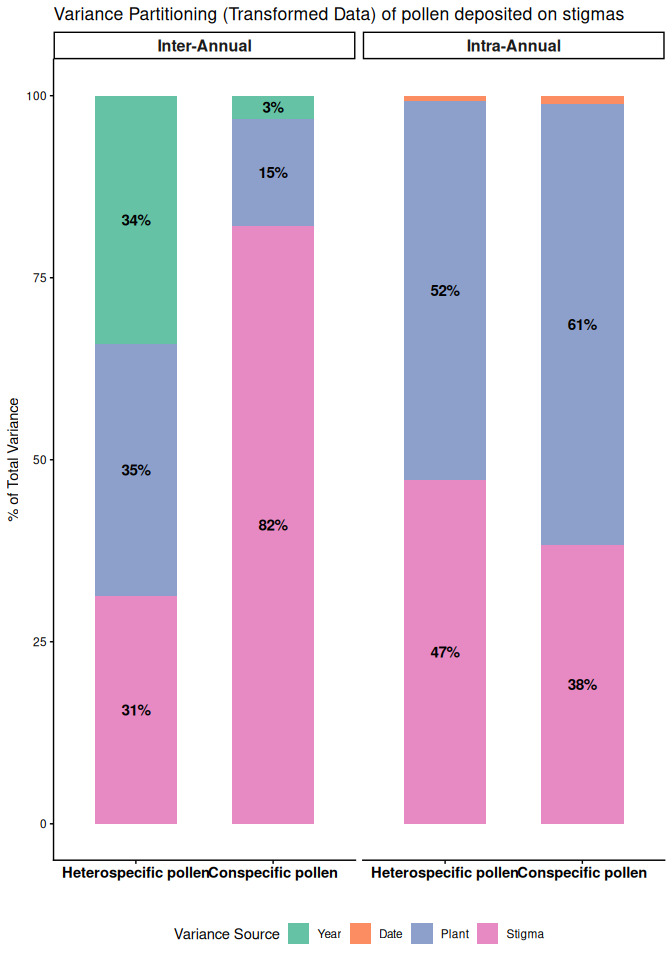 Variance Partitioning (Transformed Data) of pollen deposited on stigmas
Inter-Annual
Intra-Annual
% of Total Variance
100
75
50
25
0
34%
35%
31%
3%
15%
82%
52%
47%
61%
38%
Heterospecific pollen
Conspecific pollen
Heterospecific pollen
Conspecific pollen
Variance Source Year Date Plant Stigma